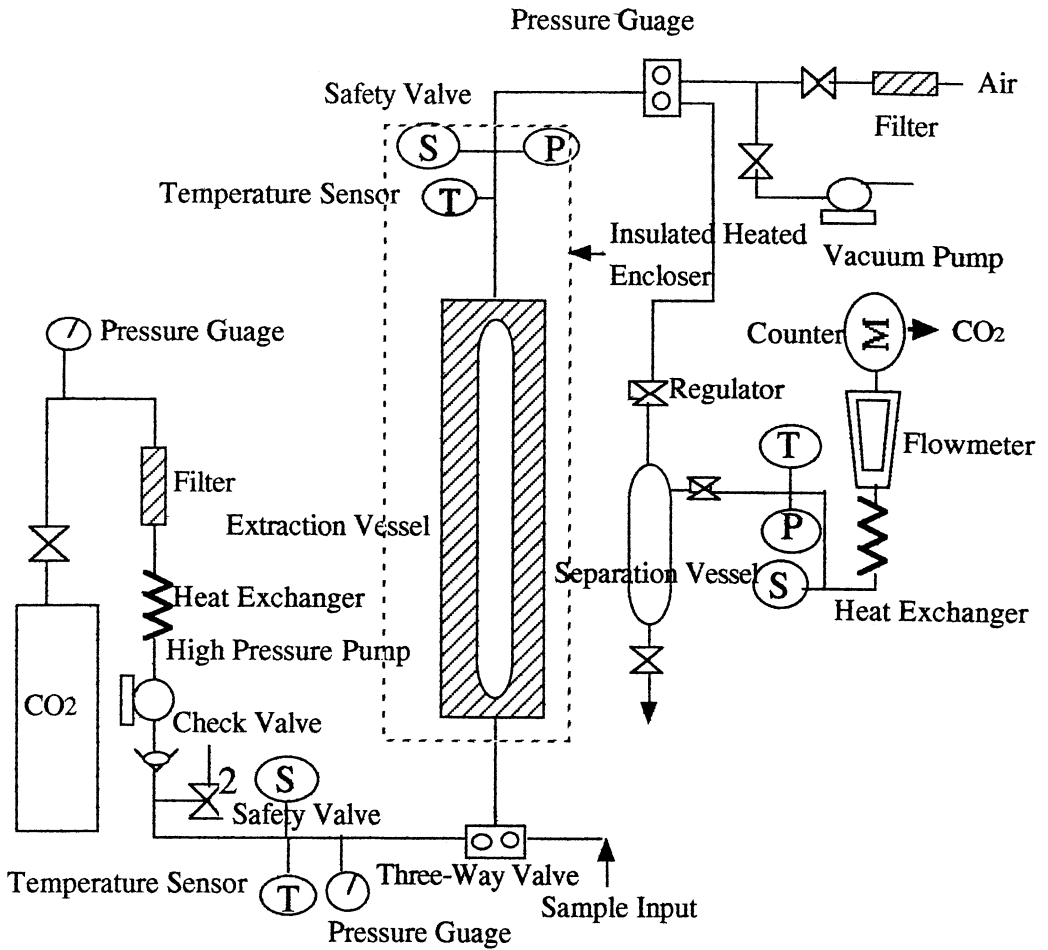 Pressure Guage
Safety Valve
Air
S
P
Filter
Temperature Sensor
T
Insulated Heated
Encloser
Vacuum Pump
Pressure Guage
Counter
M
CO2
Regulator
T
Flowmeter
Filter
Extraction Vessel
P
Separation Vessel
S
Heat Exchanger
Heat Exchanger
High Pressure Pump
CO2
Check Valve
S
2
Safety Valve
Temperature Sensor
T
Three-Way Valve
Sample Input
Pressure Guage